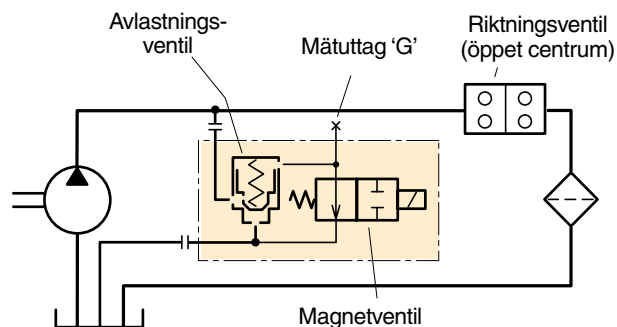 Avlastnings-
ventil
Mätuttag ‘G’
Riktningsventil
(öppet centrum)
Magnetventil